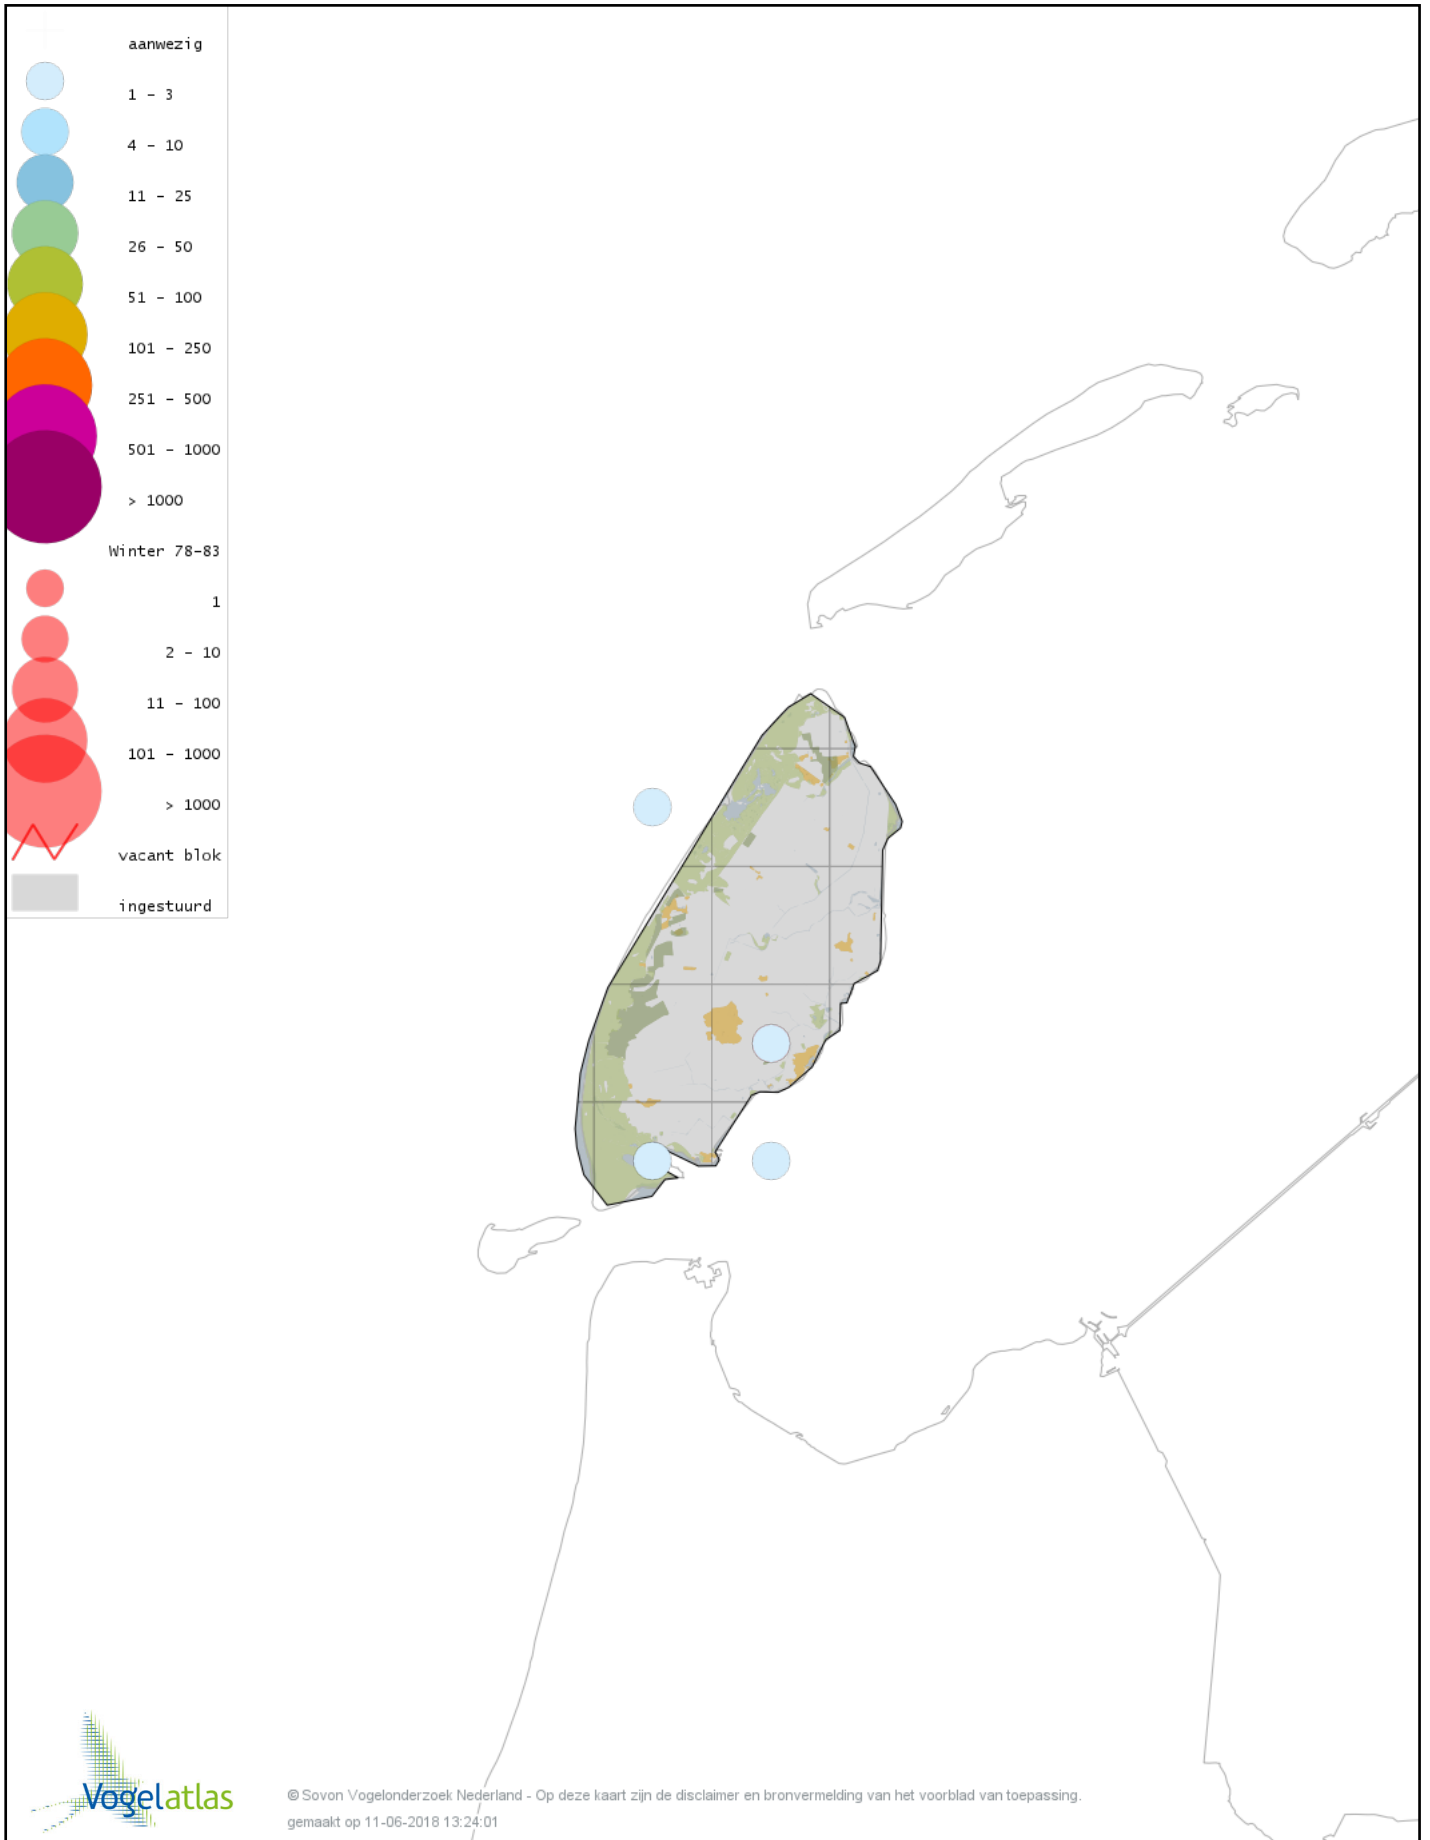 aanwezig
1 - 3
4 - 10
11 - 25
26 - 50
51 - 100
101 - 250
251 - 500
501 - 1000
> 1000
Winter 78-83
1
2 - 10
11 - 100
101 - 1000
> 1000
vacant blok
ingestuurd
Vogelatlas
© Sovon Vogelonderzoek Nederland - Op deze kaart zijn de disclaimer en bronvermelding van het voorblad van toepassing.
gemaakt op 11-06-2018 13:24:01